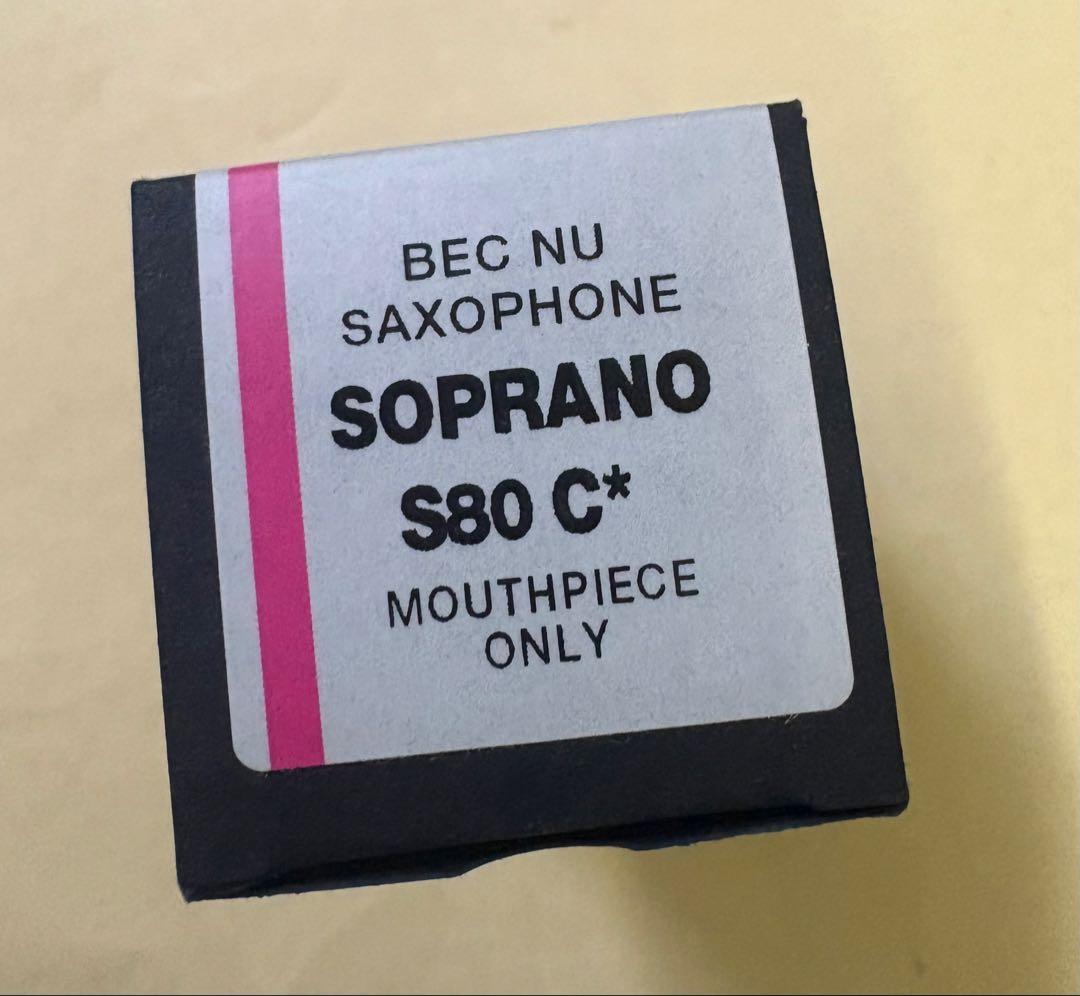 BEC NU
SAXOPHONE
SOPRANO
S80 C*
MOUTHPIECE
ONLY